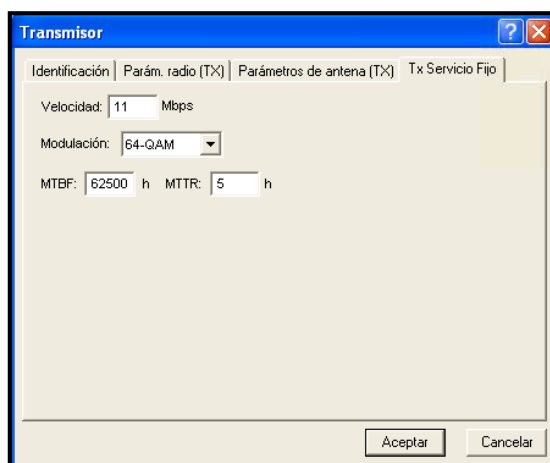 Transmisor
Identificación Parám. radio (TX) Parámetros de antena (TX) Tx Servicio Fijo
Velocidad: 11 Mbps
Modulación: 64-QAM
MTBF: 62500 h MTTR: 5 h
Aceptar Cancelar